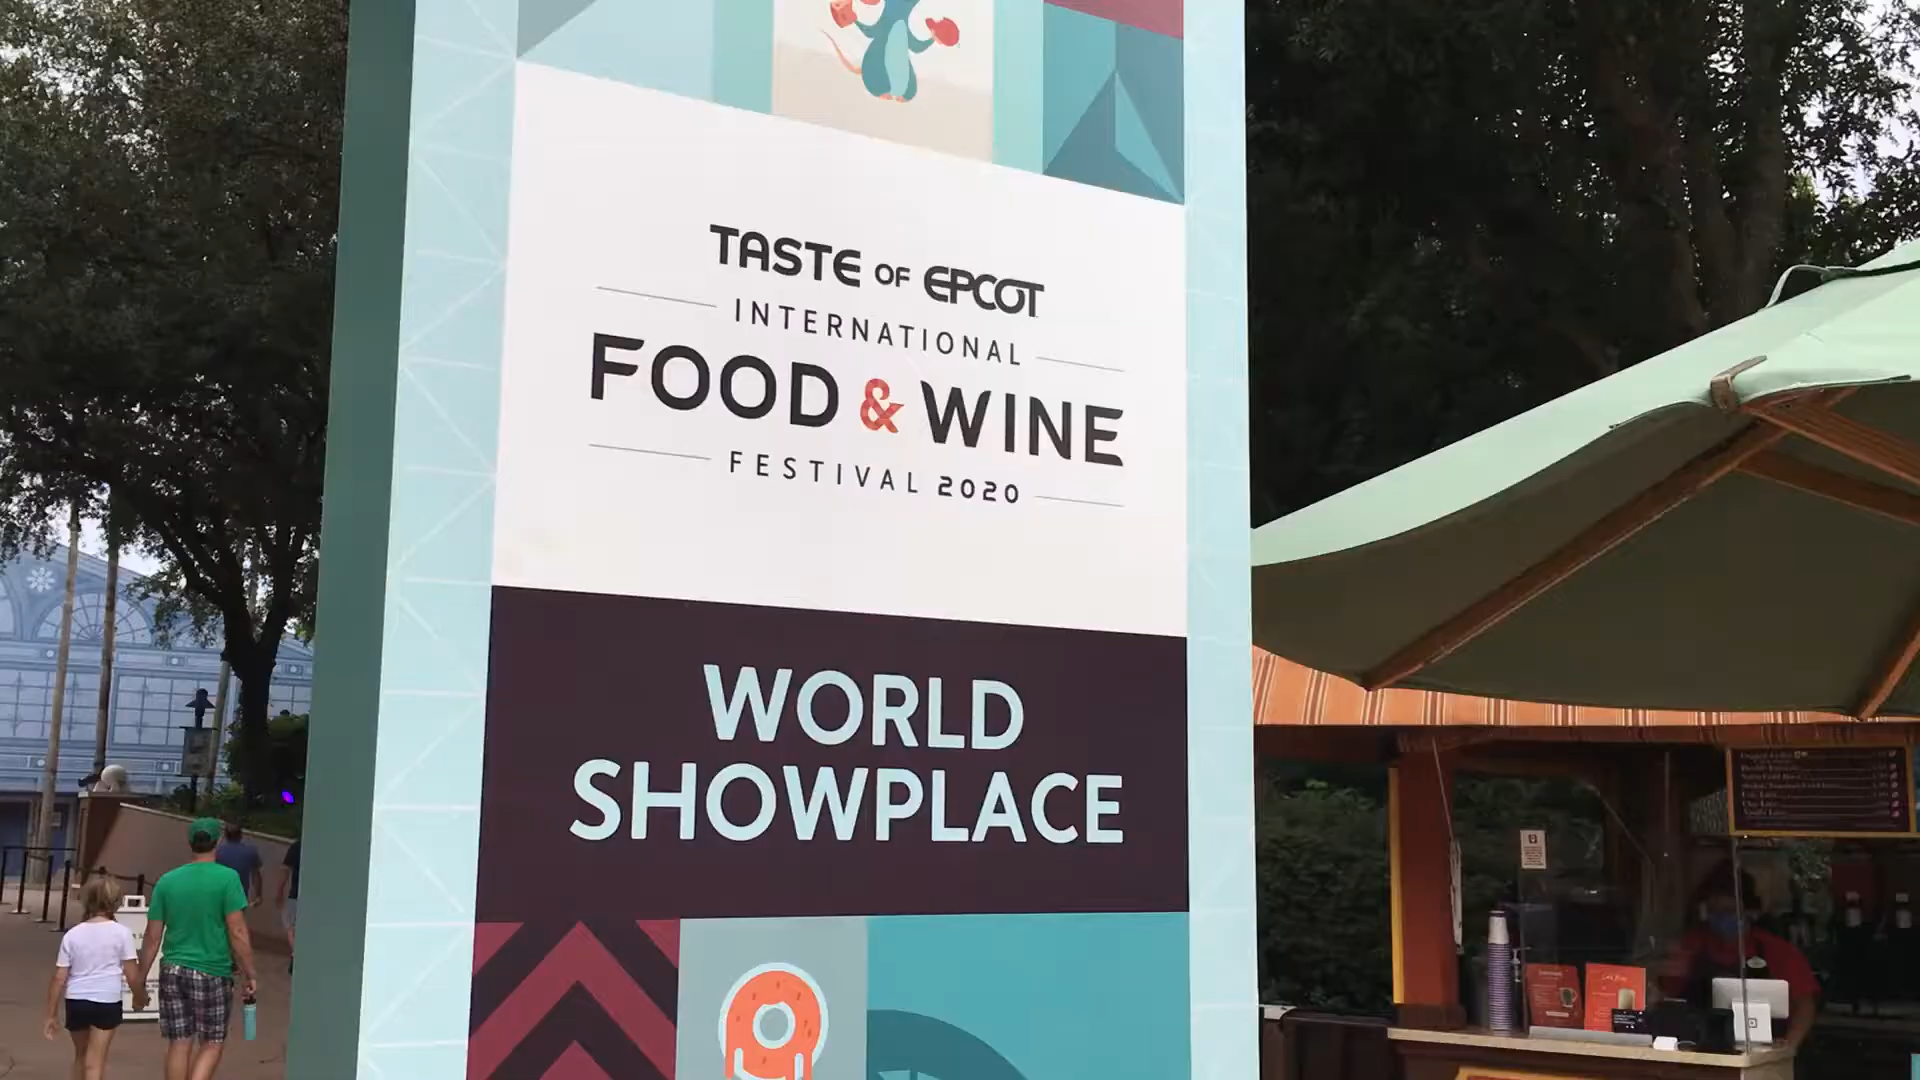 TASTE OF EPCOT
INTERNATIONAL
FOOD & WINE
FESTIVAL 2020
WORLD
SHOWPLACE